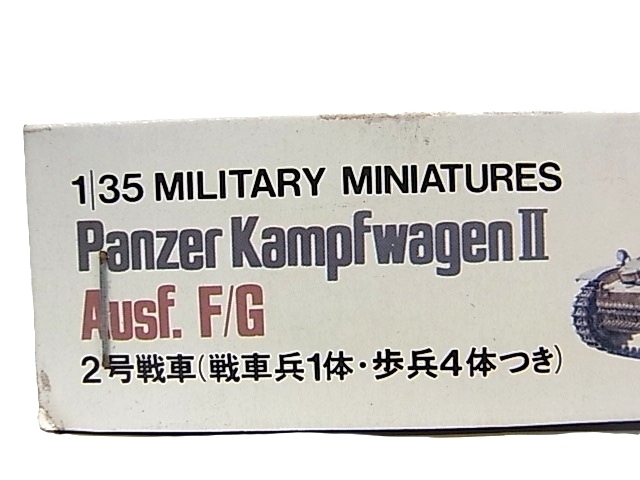 1/35 MILITARY MINIATURES
Panzer Kampfwagen II
Ausf. F/G
2号戦車(戦車兵1体・歩兵4体つき)